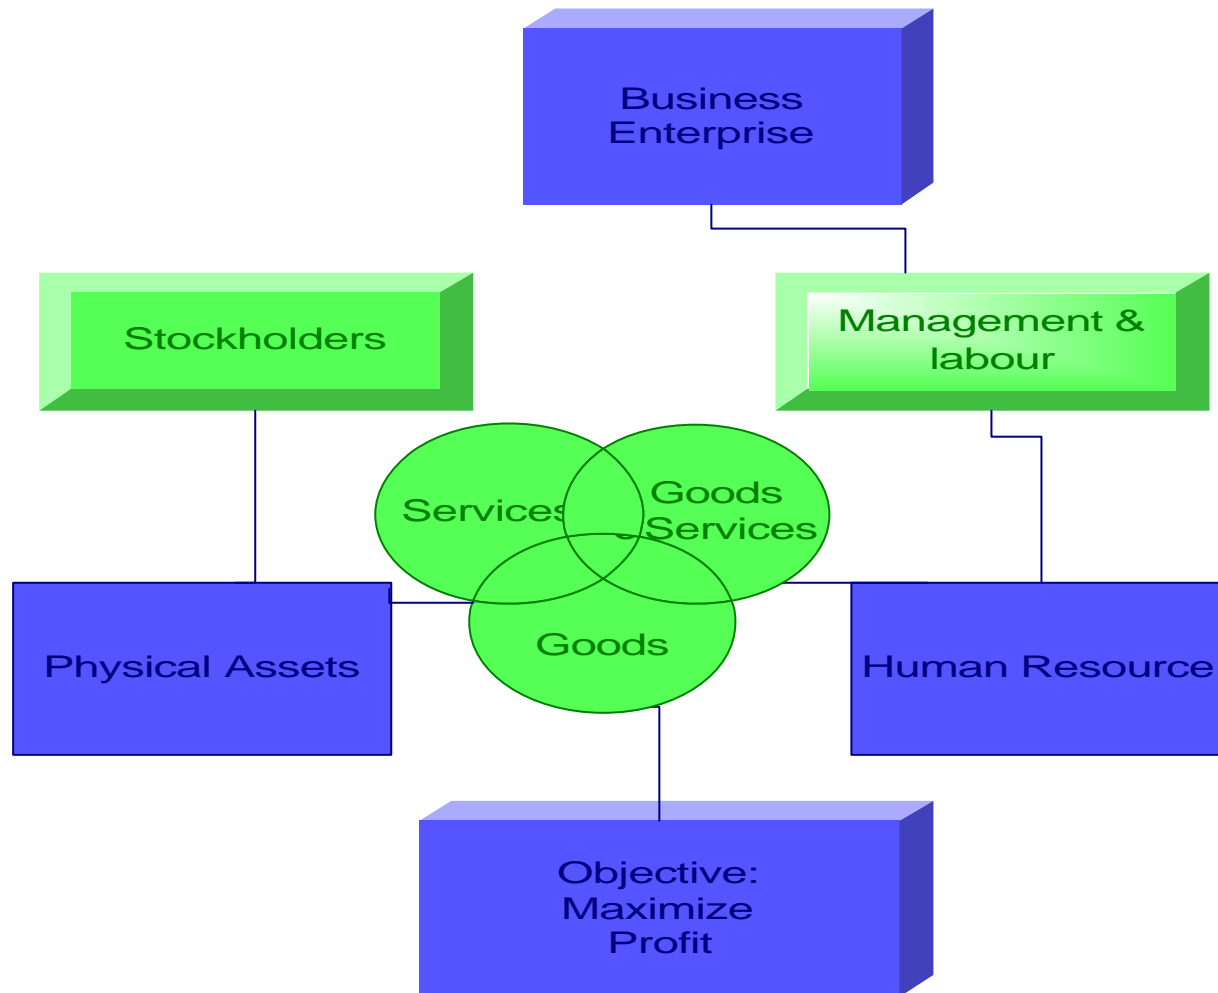 Business
Enterprise
Stockholders
Management &
labour
Services
Goods
Services
Goods
Physical Assets
Human Resource
Objective:
Maximize
Profit